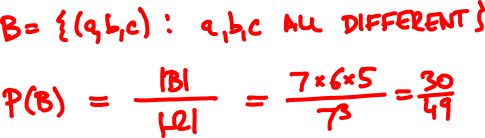 B = {(a,b,c) : a,b,c ALL DIFFERENT}
P(B) = |B| / |Ω| = 7×6×5 / 7³ = 30/49